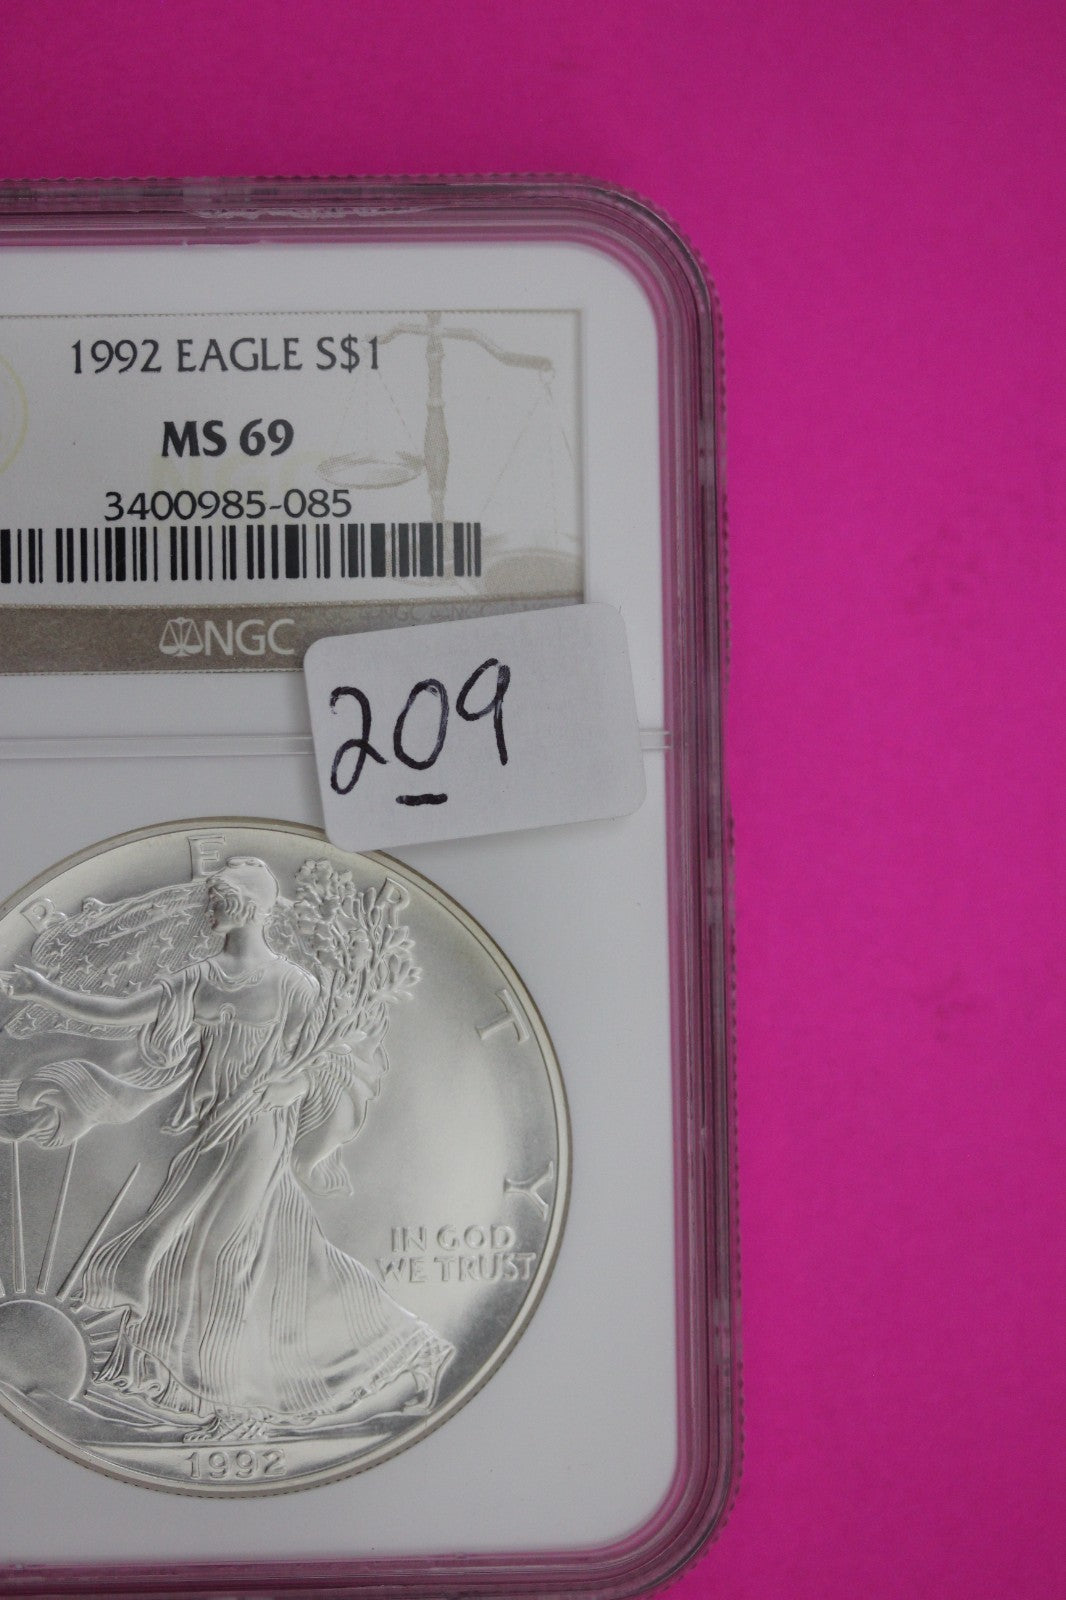 1992 EAGLE S$1
MS 69
3400985-085
NGC
209
LIBERTY
IN GOD
WE TRUST
1992